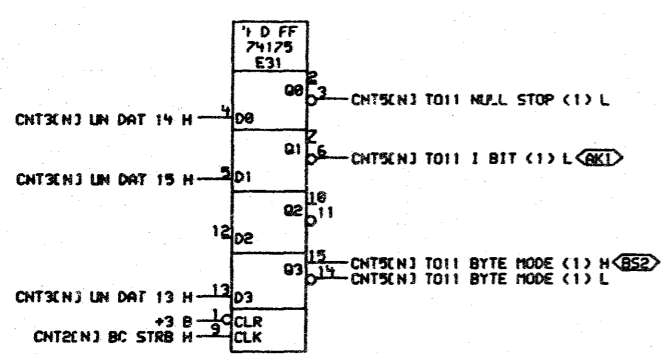 4 D FF
74175
E31
2
Q0 3 CNT5[N] TO11 NULL STOP (1) L
CNT3[N] UN DAT 14 H 4 D0
7
Q1 6 CNT5[N] TO11 I BIT (1) L AK1
CNT3[N] UN DAT 15 H 5 D1
10
Q2 11
12 D2
15 CNT5[N] TO11 BYTE MODE (1) H BS2
Q3 14 CNT5[N] TO11 BYTE MODE (1) L
CNT3[N] UN DAT 13 H 13 D3
+3 B 1 CLR
CNT2[N] BC STRB H 9 CLK